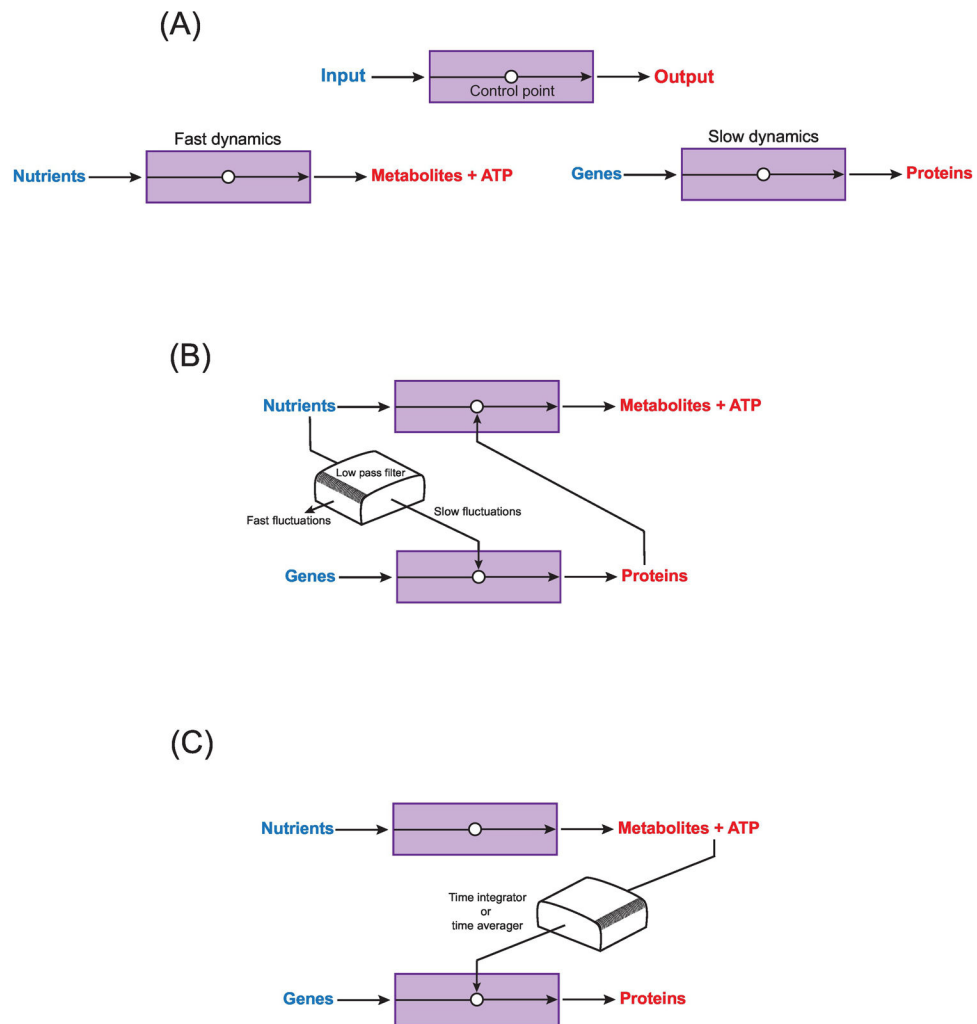 (A)
Input
Control point
Output
Fast dynamics
Nutrients
Metabolites + ATP
Slow dynamics
Genes
Proteins
(B)
Nutrients
Metabolites + ATP
Low pass filter
Fast fluctuations
Slow fluctuations
Genes
Proteins
(C)
Nutrients
Metabolites + ATP
Time integrator
or
time averager
Genes
Proteins